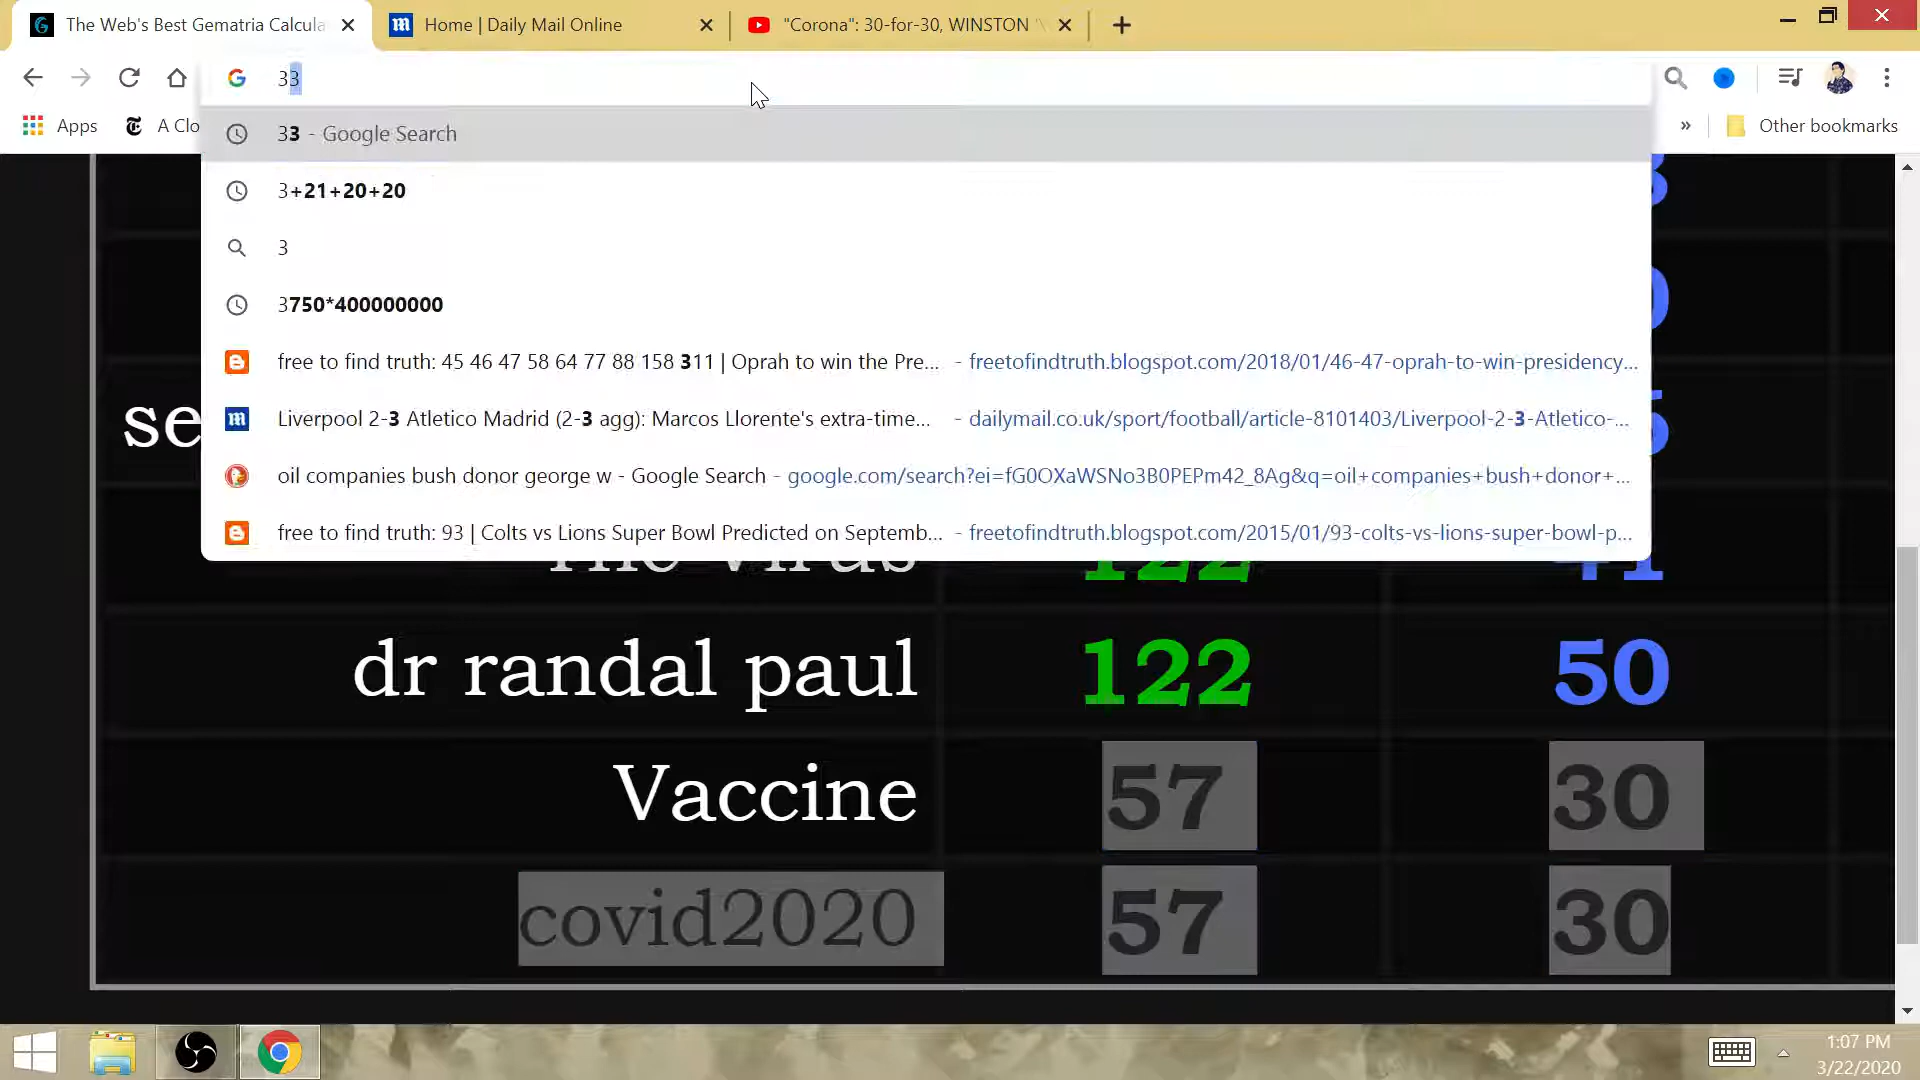 The Web's Best Gematria Calcula
Home | Daily Mail Online
"Corona": 30-for-30, WINSTON
33
Apps
A Clo
Other bookmarks
33 - Google Search
3+21+20+20
3
3750*400000000
free to find truth: 45 46 47 58 64 77 88 158 311 | Oprah to win the Pre... - freetofindtruth.blogspot.com/2018/01/46-47-oprah-to-win-presidency...
Liverpool 2-3 Atletico Madrid (2-3 agg): Marcos Llorente's extra-time... - dailymail.co.uk/sport/football/article-8101403/Liverpool-2-3-Atletico-...
oil companies bush donor george w - Google Search - google.com/search?ei=fG0OXaWSNo3B0PEPm42_8Ag&q=oil+companies+bush+donor+...
free to find truth: 93 | Colts vs Lions Super Bowl Predicted on Septemb... - freetofindtruth.blogspot.com/2015/01/93-colts-vs-lions-super-bowl-p...
se
The Virus 122 41
dr randal paul 122 50
Vaccine 57 30
covid2020 57 30
1:07 PM
3/22/2020